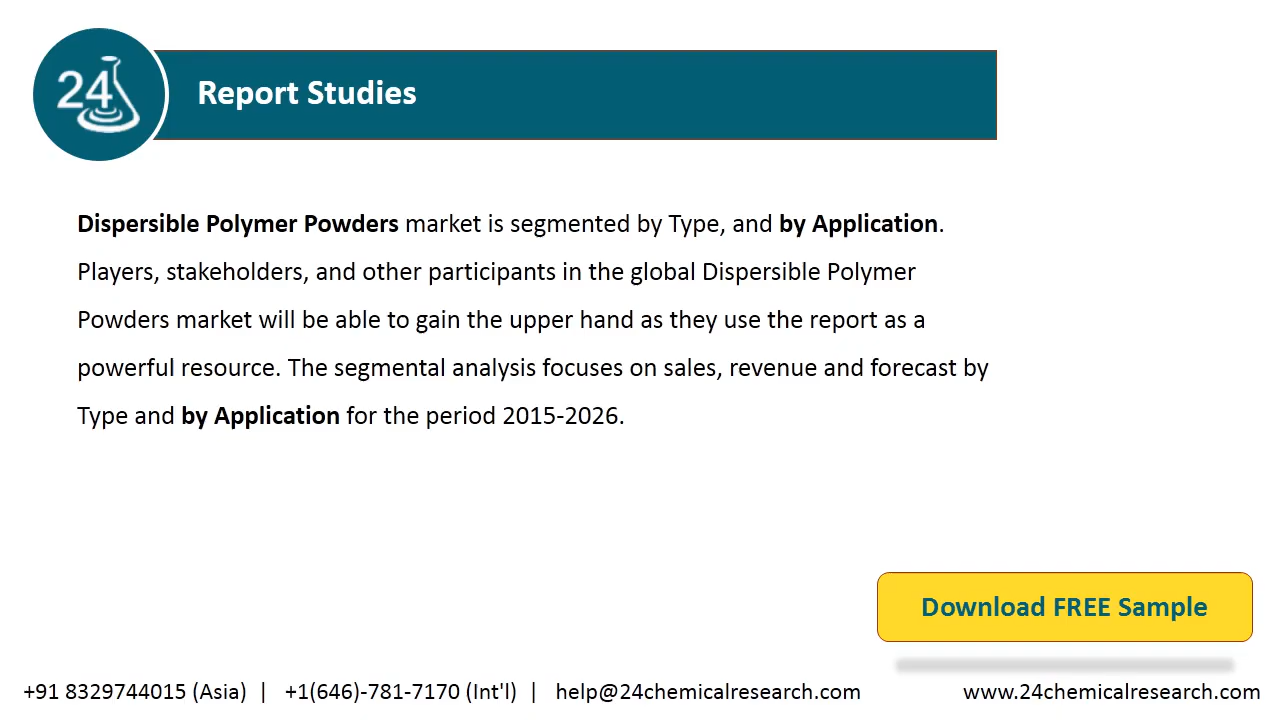 24
Report Studies
Dispersible Polymer Powders market is segmented by Type, and by Application.
Players, stakeholders, and other participants in the global Dispersible Polymer
Powders market will be able to gain the upper hand as they use the report as a
powerful resource. The segmental analysis focuses on sales, revenue and forecast by
Type and by Application for the period 2015-2026.
Download FREE Sample
+91 8329744015 (Asia) | +1(646)-781-7170 (Int'l) | help@24chemicalresearch.com www.24chemicalresearch.com